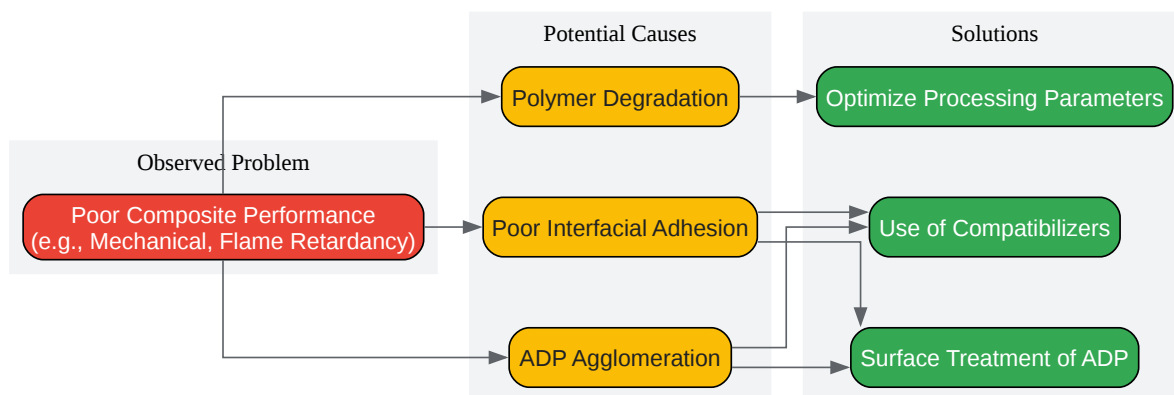 Potential Causes
Solutions
Polymer Degradation
Optimize Processing Parameters
Observed Problem
Poor Composite Performance
(e.g., Mechanical, Flame Retardancy)
Poor Interfacial Adhesion
Use of Compatibilizers
ADP Agglomeration
Surface Treatment of ADP